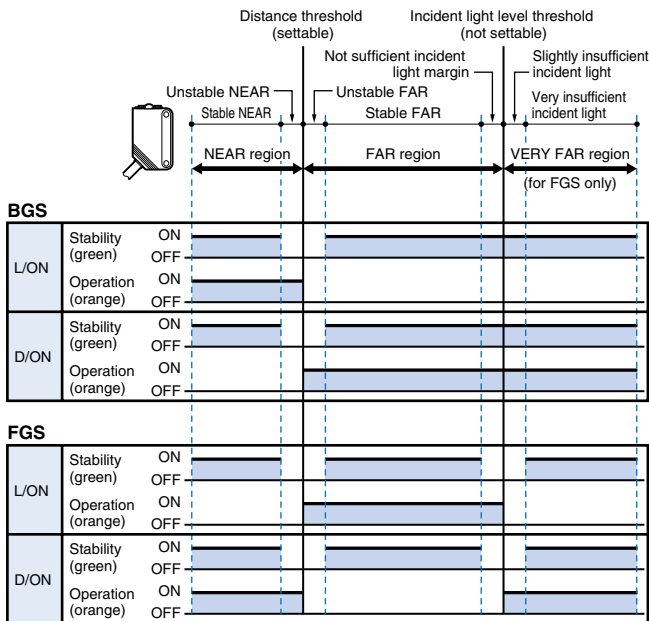 Distance threshold
(settable)
Incident light level threshold
(not settable)
Not sufficient incident
light margin
Slightly insufficient
incident light
Unstable NEAR
Unstable FAR
Very insufficient
incident light
Stable NEAR
Stable FAR
NEAR region
FAR region
VERY FAR region
(for FGS only)
BGS
L/ON
Stability
(green)
ON
OFF
Operation
(orange)
ON
OFF
D/ON
Stability
(green)
ON
OFF
Operation
(orange)
ON
OFF
FGS
L/ON
Stability
(green)
ON
OFF
Operation
(orange)
ON
OFF
D/ON
Stability
(green)
ON
OFF
Operation
(orange)
ON
OFF